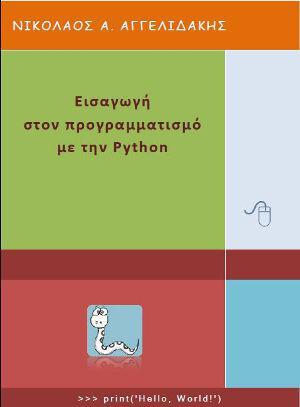 ΝΙΚΟΛΑΟΣ Α. ΑΓΓΕΛΙΔΑΚΗΣ
Εισαγωγή
στον προγραμματισμό
με την Python
>>> print('Hello, World!')